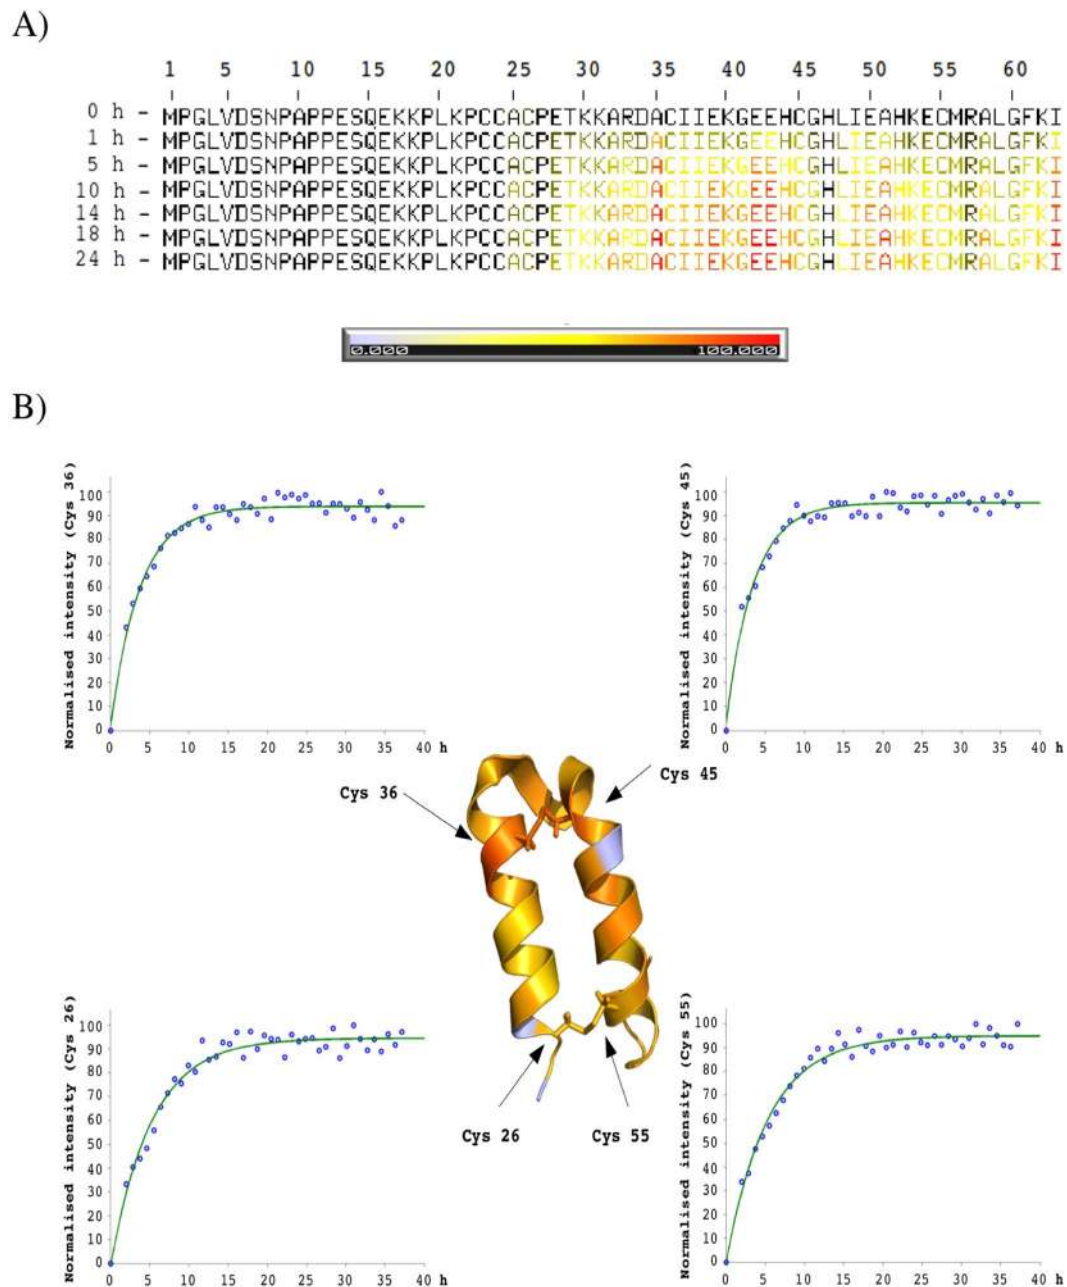 A)
1 5 10 15 20 25 30 35 40 45 50 55 60
0 h - MPGLVDSNPAPPESQEKKPLKPCCACPETKKARDACIIEKGEEHCGHLIEAHKECMRALGFKI
1 h - MPGLVDSNPAPPESQEKKPLKPCCACPETKKARDACIIEKGEEHCGHLIEAHKECMRALGFKI
5 h - MPGLVDSNPAPPESQEKKPLKPCCACPETKKARDACIIEKGEEHCGHLIEAHKECMRALGFKI
10 h - MPGLVDSNPAPPESQEKKPLKPCCACPETKKARDACIIEKGEEHCGHLIEAHKECMRALGFKI
14 h - MPGLVDSNPAPPESQEKKPLKPCCACPETKKARDACIIEKGEEHCGHLIEAHKECMRALGFKI
18 h - MPGLVDSNPAPPESQEKKPLKPCCACPETKKARDACIIEKGEEHCGHLIEAHKECMRALGFKI
24 h - MPGLVDSNPAPPESQEKKPLKPCCACPETKKARDACIIEKGEEHCGHLIEAHKECMRALGFKI
0.000 100.000
B)
Normalised intensity (Cys 36)
100
90
80
70
60
50
40
30
20
10
0
0 5 10 15 20 25 30 35 40 h
Normalised intensity (Cys 45)
100
90
80
70
60
50
40
30
20
10
0
0 5 10 15 20 25 30 35 40 h
Cys 36
Cys 45
Cys 26
Cys 55
Normalised intensity (Cys 26)
100
90
80
70
60
50
40
30
20
10
0
0 5 10 15 20 25 30 35 40 h
Normalised intensity (Cys 55)
100
90
80
70
60
50
40
30
20
10
0
0 5 10 15 20 25 30 35 40 h